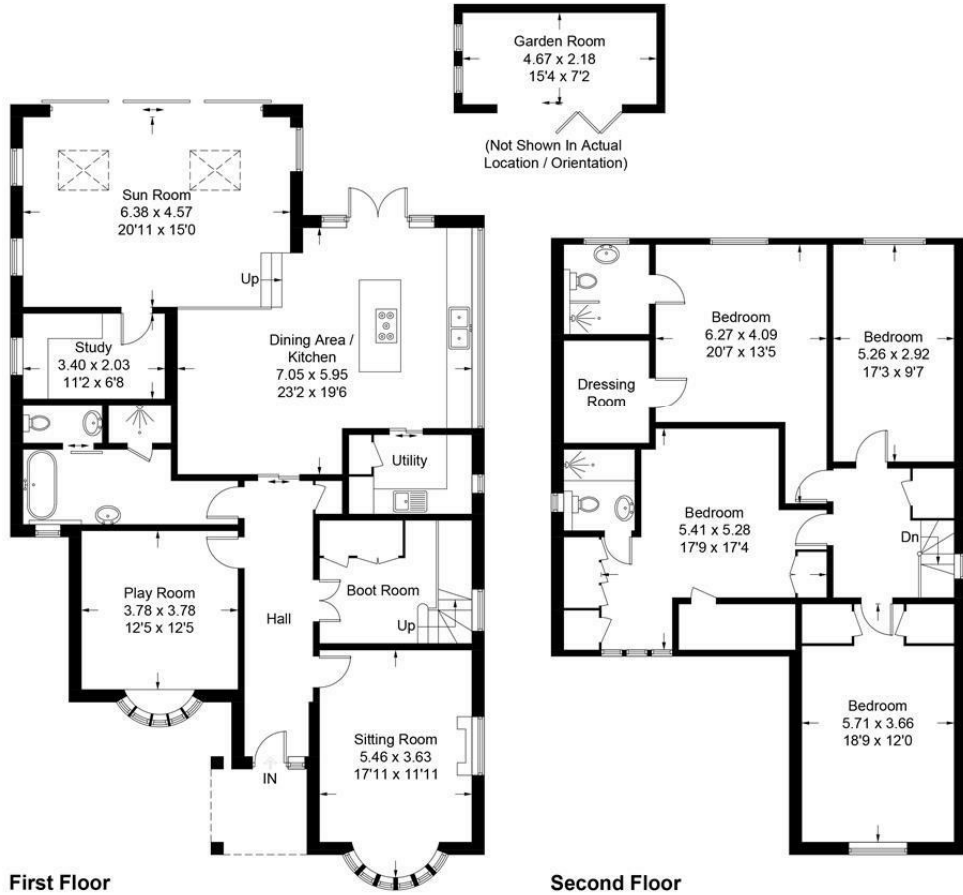 Garden Room
4.67 x 2.18
15'4 x 7'2
(Not Shown In Actual
Location / Orientation)
Sun Room
6.38 x 4.57
20'11 x 15'0
Up
Study
3.40 x 2.03
11'2 x 6'8
Dining Area /
Kitchen
7.05 x 5.95
23'2 x 19'6
Utility
Boot Room
Up
Hall
Play Room
3.78 x 3.78
12'5 x 12'5
Sitting Room
5.46 x 3.63
17'11 x 11'11
IN
First Floor
Bedroom
6.27 x 4.09
20'7 x 13'5
Bedroom
5.26 x 2.92
17'3 x 9'7
Dressing
Room
Bedroom
5.41 x 5.28
17'9 x 17'4
Dn
Bedroom
5.71 x 3.66
18'9 x 12'0
Second Floor